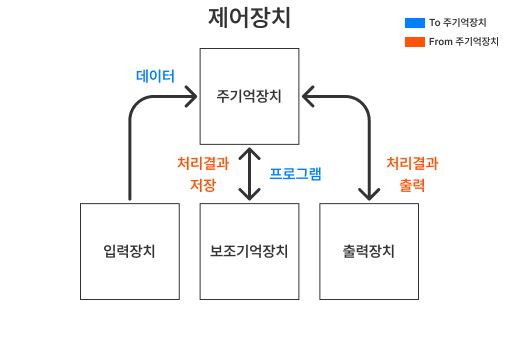 제어장치
To 주기억장치
From 주기억장치
데이터
주기억장치
처리결과
저장
프로그램
처리결과
출력
입력장치
보조기억장치
출력장치